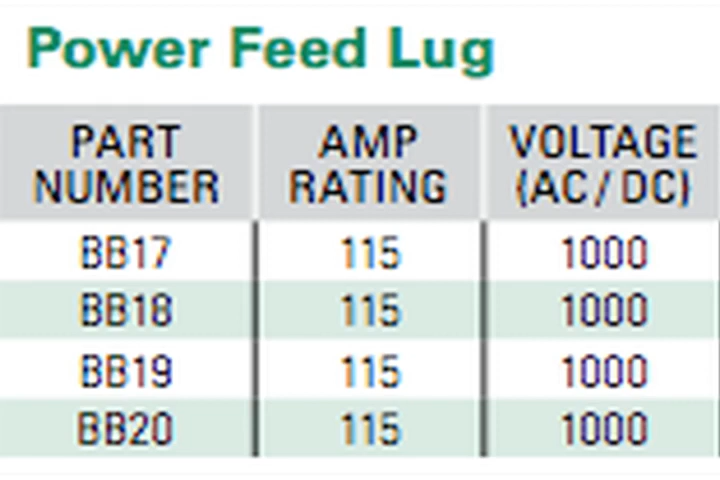 Power Feed Lug
PART NUMBER AMP RATING VOLTAGE (AC/DC)
BB17 115 1000
BB18 115 1000
BB19 115 1000
BB20 115 1000